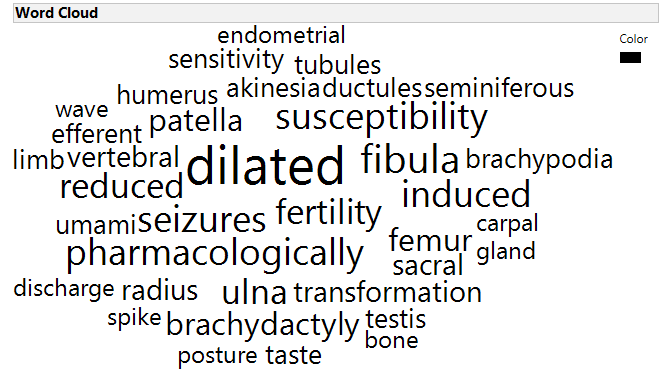 Word Cloud
endometrial
Color
sensitivity tubules
humerus akinesia ductules seminiferous
wave patella susceptibility
efferent
limb vertebral dilated fibula brachypodia
reduced induced
umami seizures fertility carpal
pharmacologically femur gland
sacral
discharge radius ulna transformation
spike brachydactyly testis
bone
posture taste